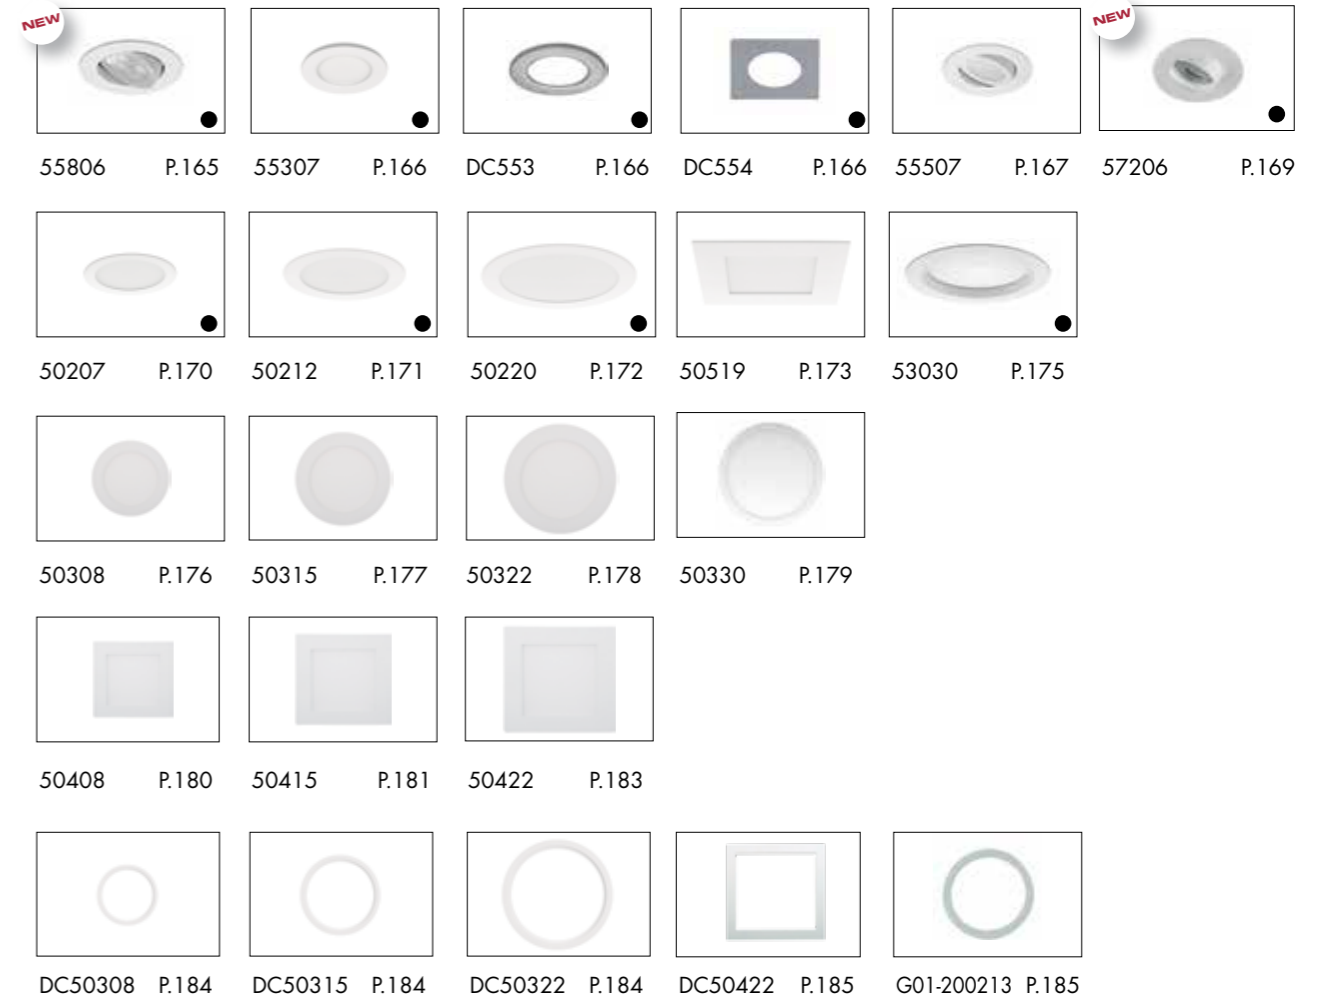 NEW
NEW
55806 P.165 55307 P.166 DC553 P.166 DC554 P.166 55507 P.167 57206 P.169
50207 P.170 50212 P.171 50220 P.172 50519 P.173 53030 P.175
50308 P.176 50315 P.177 50322 P.178 50330 P.179
50408 P.180 50415 P.181 50422 P.183
DC50308 P.184 DC50315 P.184 DC50322 P.184 DC50422 P.185 G01-200213 P.185